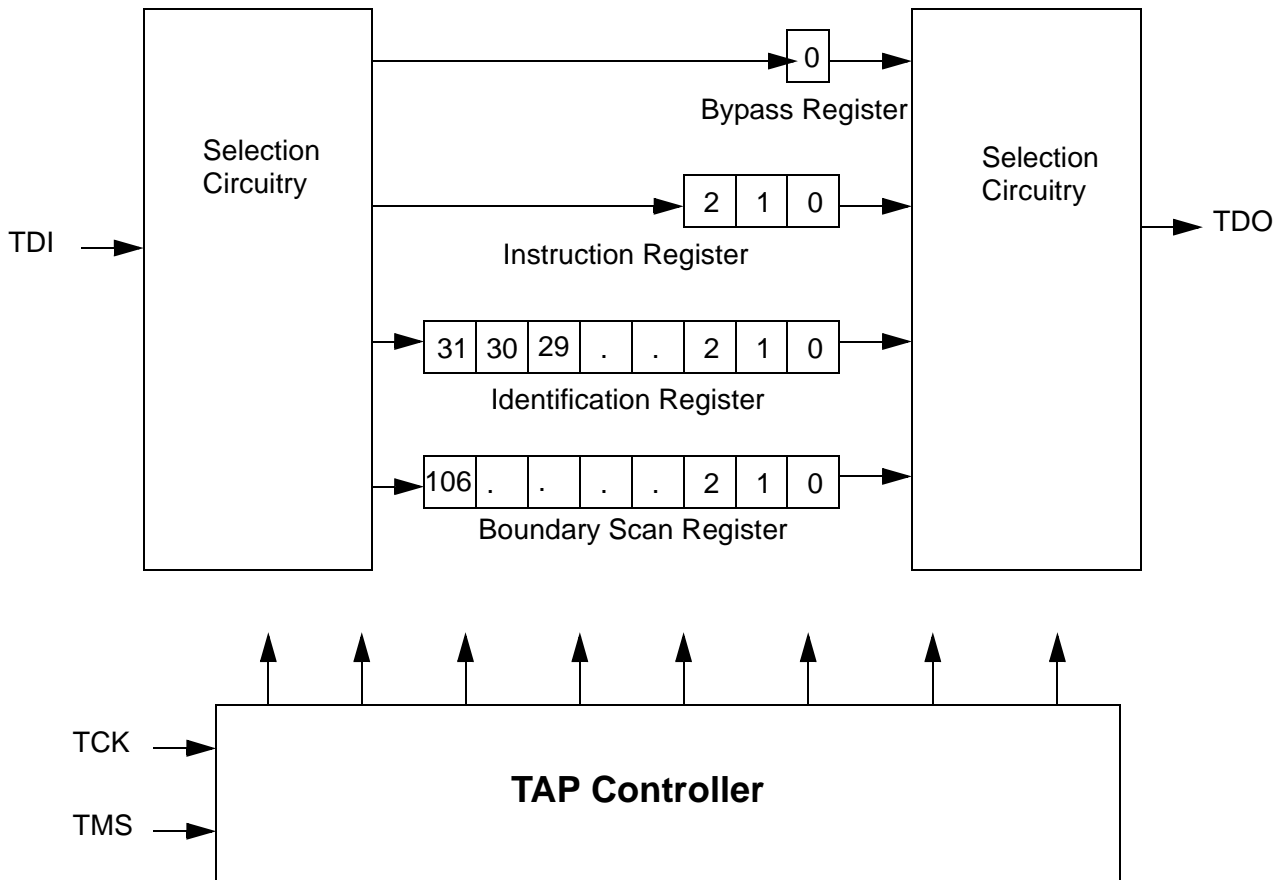 0
Bypass Register
Selection
Circuitry
Selection
Circuitry
2 1 0
TDI
TDO
Instruction Register
31 30 29 . . 2 1 0
Identification Register
106 . . . . 2 1 0
Boundary Scan Register
TCK
TAP Controller
TMS